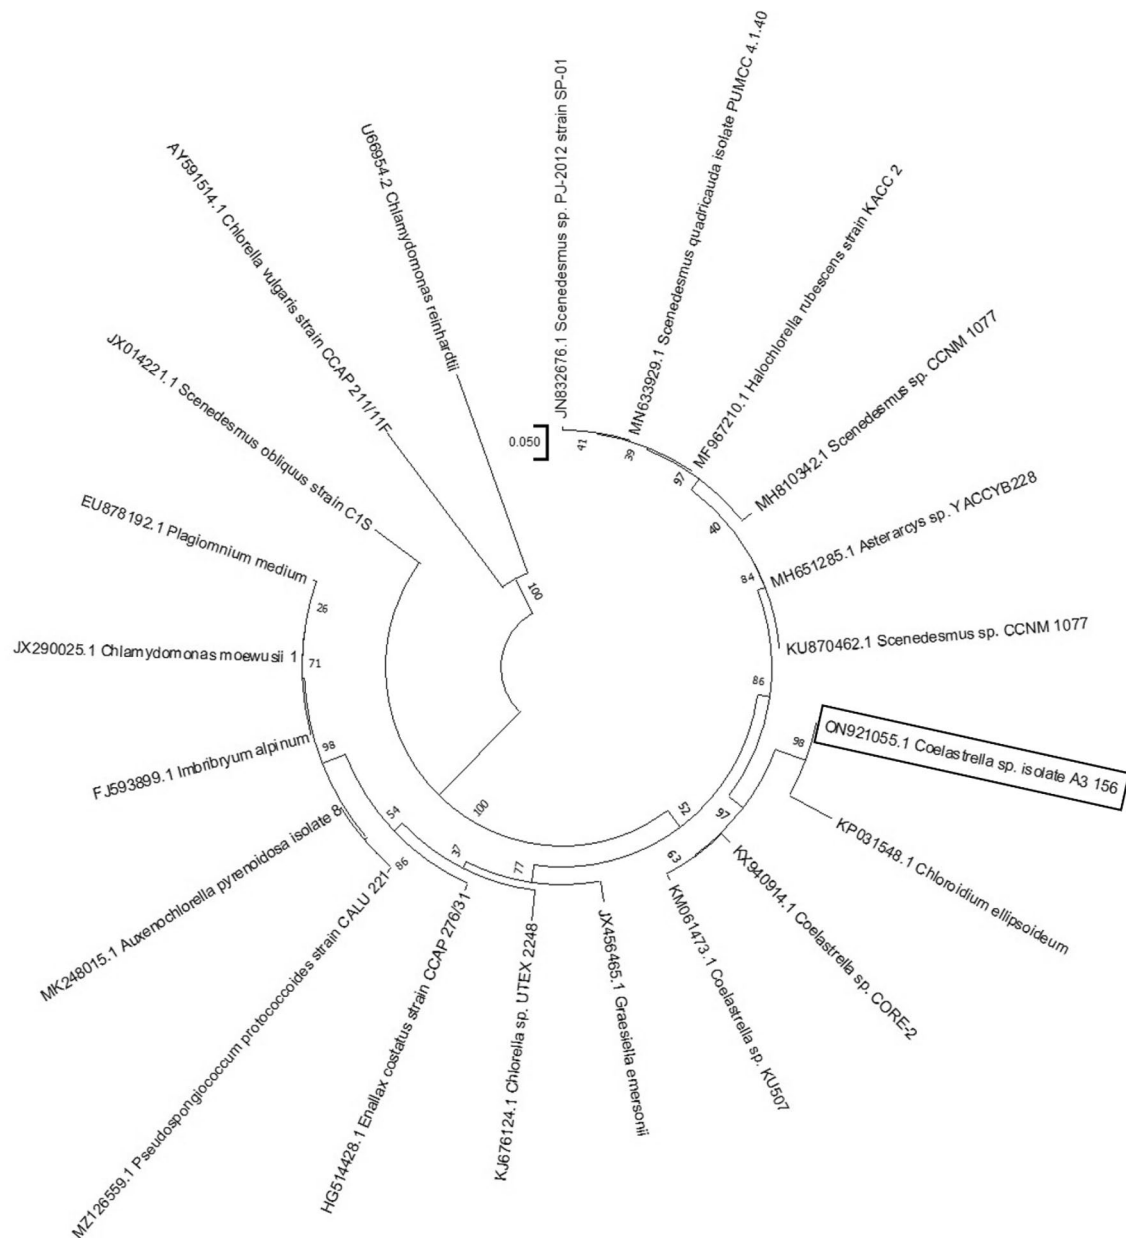 JN832676.1 Scenedesmus sp. PJ-2012 strain SP-01
MN633929.1 Scenedesmus quadricauda isolate PUMCC 4.1.40
MF967210.1 Halochlorella rubescens strain KACC 2
MH810342.1 Scenedesmus sp. CCNM 1077
MH651285.1 Asterarcys sp. YACCYB228
KU870462.1 Scenedesmus sp. CCNM 1077
ON921055.1 Coelastrella sp. isolate A3 156
KP031548.1 Chloroidium ellipsoideum
KX940914.1 Coelastrella sp. CORE-2
KM061473.1 Coelastrella sp. KU507
JX456465.1 Graesiella emersonii
KJ676124.1 Chlorella sp. UTEX 2248
HG514428.1 Enallax costatus strain CCAP 276/31
MZ126559.1 Pseudospongiococcum protococcoides strain CALU 221
MK248015.1 Auxenochlorella pyrenoidosa isolate 8
FJ593899.1 Imbribryum alpinum
JX290025.1 Chlamydomonas moewusii 1
EU878192.1 Plagiomnium medium
JX014221.1 Scenedesmus obliquus strain C1S
AY591514.1 Chlorella vulgaris strain CCAP 211/11F
U66954.2 Chlamydomonas reinhardtii
0.050
41
39
97
40
84
86
98
97
63
52
77
37
86
54
98
71
26
100
100